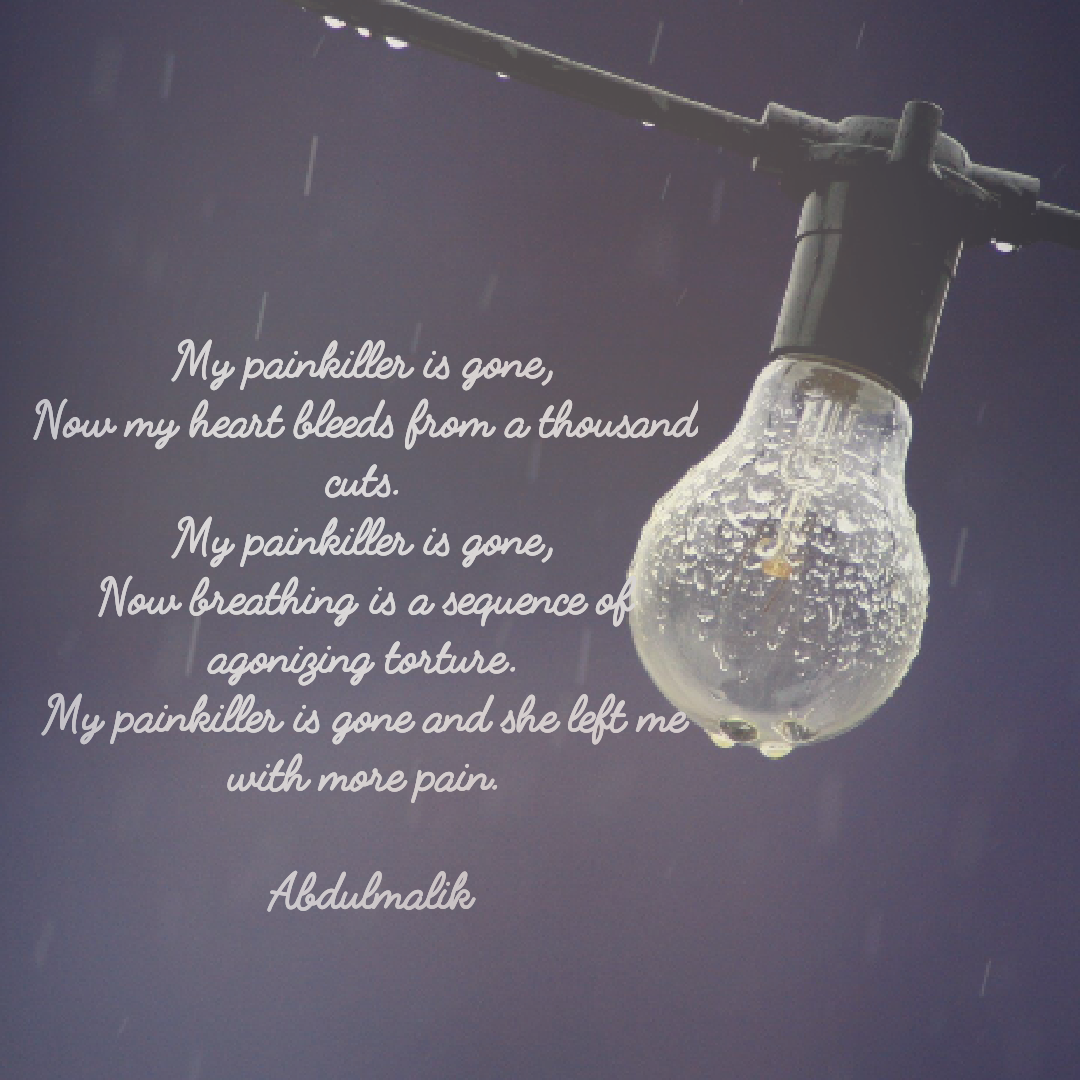 My painkiller is gone,
Now my heart bleeds from a thousand
cuts.
My painkiller is gone,
Now breathing is a sequence of
agonizing torture.
My painkiller is gone and she left me
with more pain.
Abdulmalik